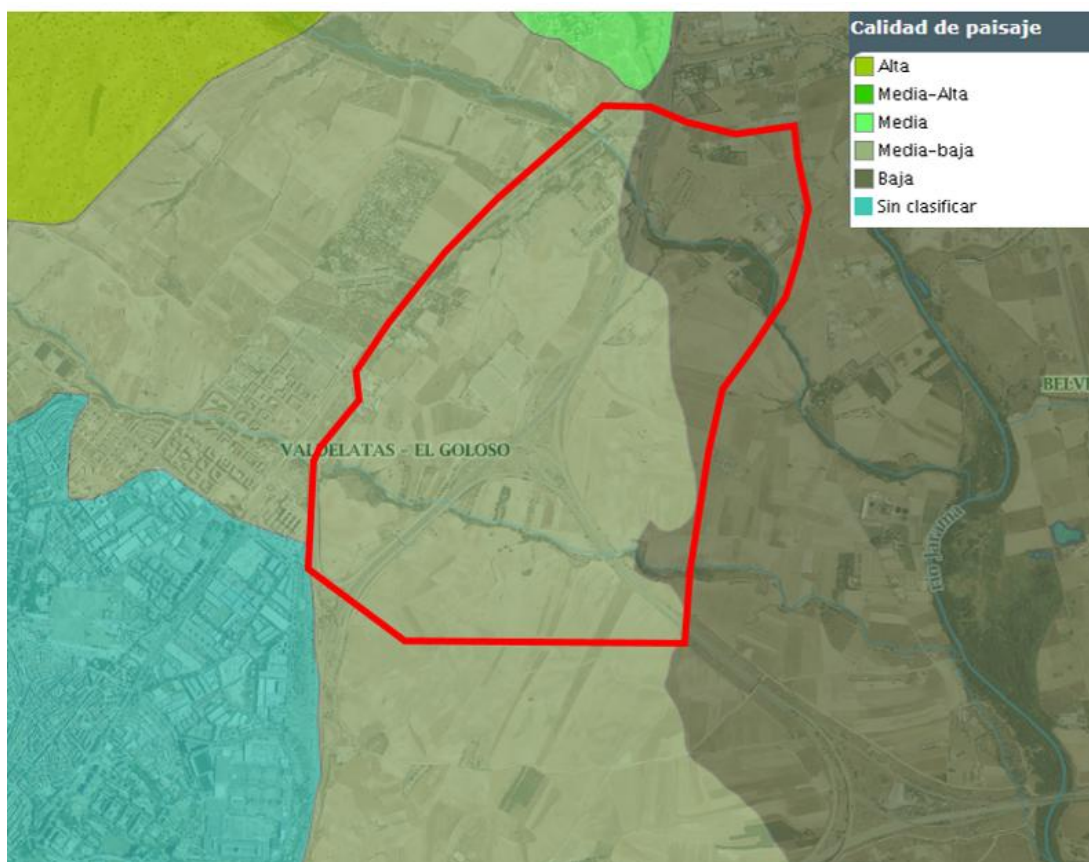 Calidad de paisaje
Alta
Media-Alta
Media
Media-baja
Baja
Sin clasificar
VALDELATAS - EL GOLOSO
Río Jarama